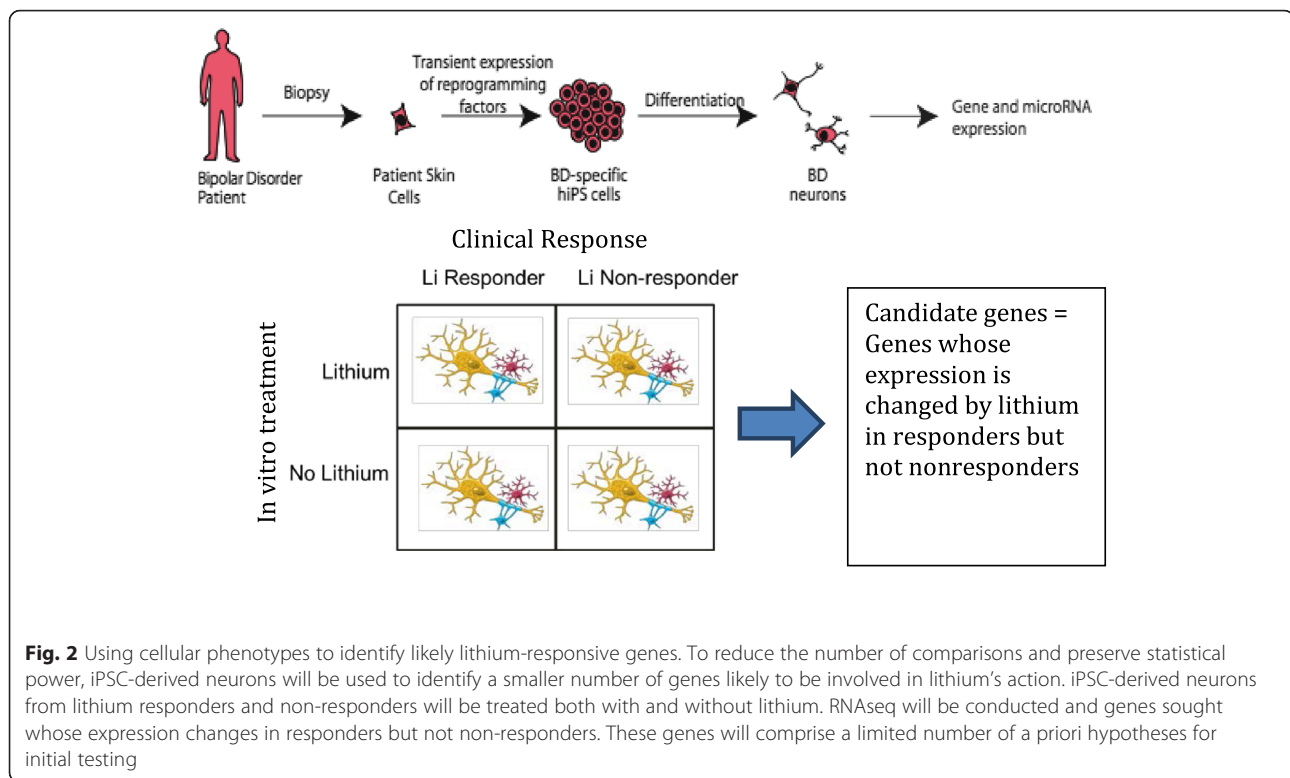 Biopsy
Transient expression
of reprogramming
factors
Differentiation
Gene and microRNA
expression
Bipolar Disorder
Patient
Patient Skin
Cells
BD-specific
hiPS cells
BD
neurons
Clinical Response
Li Responder
Li Non-responder
In vitro treatment
Lithium
No Lithium
Candidate genes =
Genes whose
expression is
changed by lithium
in responders but
not nonresponders
Fig. 2 Using cellular phenotypes to identify likely lithium-responsive genes. To reduce the number of comparisons and preserve statistical
power, iPSC-derived neurons will be used to identify a smaller number of genes likely to be involved in lithium's action. iPSC-derived neurons
from lithium responders and non-responders will be treated both with and without lithium. RNAseq will be conducted and genes sought
whose expression changes in responders but not non-responders. These genes will comprise a limited number of a priori hypotheses for
initial testing